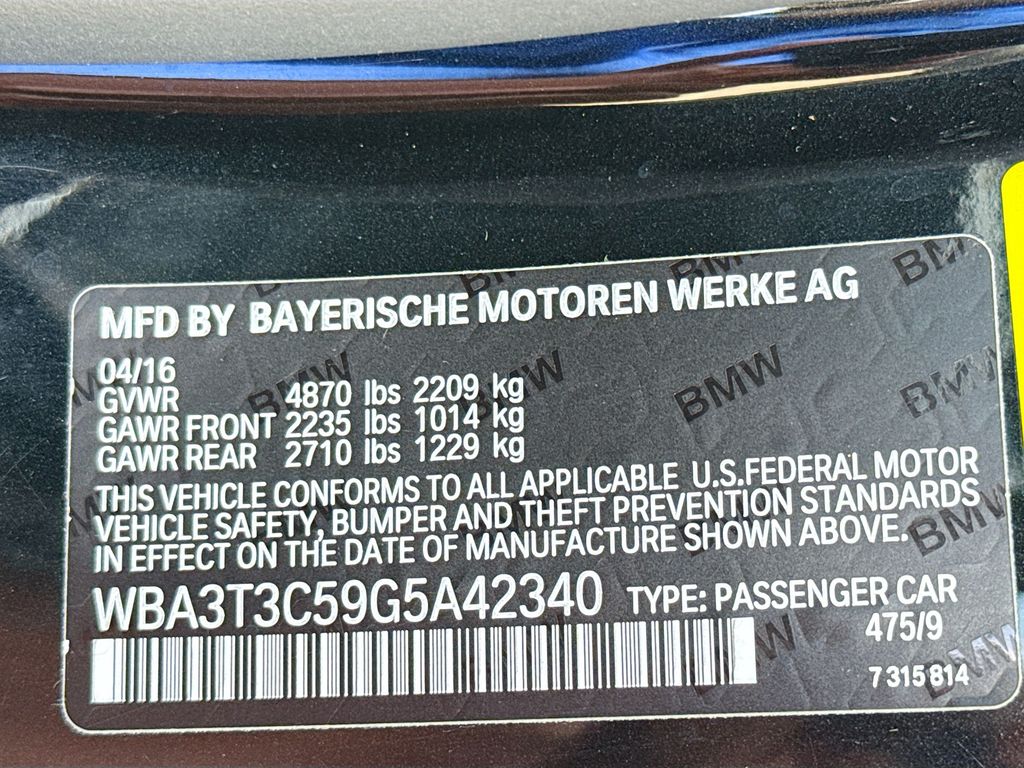 MFD BY BAYERISCHE MOTOREN WERKE AG
04/16
GVWR 4870 lbs 2209 kg
GAWR FRONT 2235 lbs 1014 kg
GAWR REAR 2710 lbs 1229 kg
THIS VEHICLE CONFORMS TO ALL APPLICABLE U.S.FEDERAL MOTOR
VEHICLE SAFETY, BUMPER AND THEFT PREVENTION STANDARDS
IN EFFECT ON THE DATE OF MANUFACTURE SHOWN ABOVE.
WBA3T3C59G5A42340 TYPE: PASSENGER CAR
475/9
7 315 814